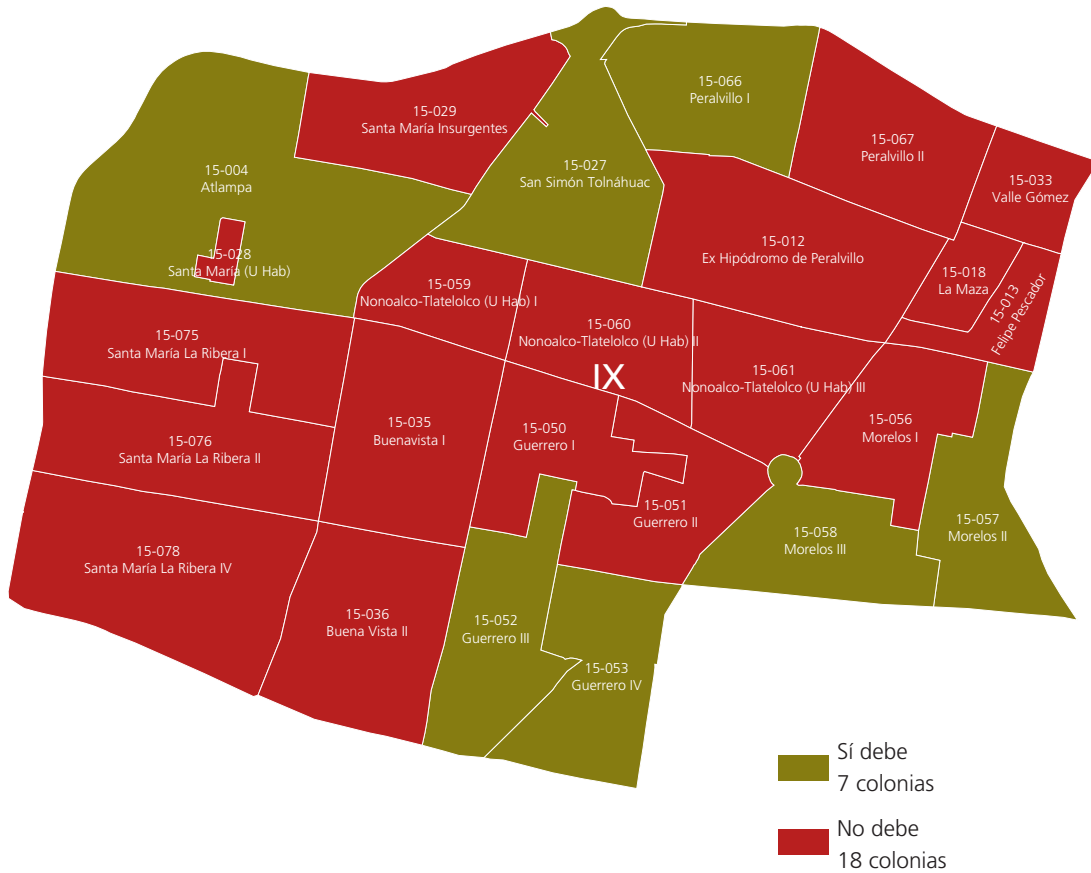 15-066
Peralvillo I
15-029
Santa María Insurgentes
15-067
Peralvillo II
15-004
Atlampa
15-027
San Simón Tolnáhuac
15-033
Valle Gómez
15-012
Ex Hipódromo de Peralvillo
15-028
Santa María (U Hab)
15-018
La Maza
15-013
Felipe Pescador
15-059
Nonoalco-Tlatelolco (U Hab) I
15-060
Nonoalco-Tlatelolco (U Hab) II
15-075
Santa María La Ribera I
IX
15-061
Nonoalco-Tlatelolco (U Hab) III
15-056
Morelos I
15-035
Buenavista I
15-050
Guerrero I
15-076
Santa María La Ribera II
15-051
Guerrero II
15-057
Morelos II
15-058
Morelos III
15-078
Santa María La Ribera IV
15-036
Buena Vista II
15-052
Guerrero III
15-053
Guerrero IV
Sí debe
7 colonias
No debe
18 colonias